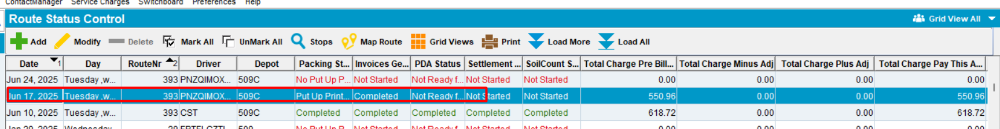 ContactManager Service Charges Switchboard Preferences Help
Route Status Control Grid View All
Add Modify Delete Mark All UnMark All Stops Map Route Grid Views Print Load More Load All
Date 1 Day RouteNr 2 Driver Depot Packing St... Invoices Ge... PDA Status Settlement ... SoilCount S... Total Charge Pre Bill... Total Charge Minus Adj Total Charge Plus Adj Total Charge Pay This A...
Jun 24, 2025 Tuesday ,w... 393 PNZQIMOX... 509C No Put Up P... Not Started Not Ready f... Not Started Not Started 0.00 0.00 0.00 0.00
Jun 17, 2025 Tuesday ,w... 393 PNZQIMOX... 509C Put Up Print... Completed Not Ready f... Not Started Not Started 550.96 0.00 0.00 550.96
Jun 10, 2025 Tuesday ,w... 393 CST 509C Completed Completed Completed Completed Completed 618.72 0.00 0.00 618.72
Jan 29, 2025 Wednesday 509 No Put Up P... Not Started Not Ready f... Not Started Not Started 0.00 0.00 0.00 0.00